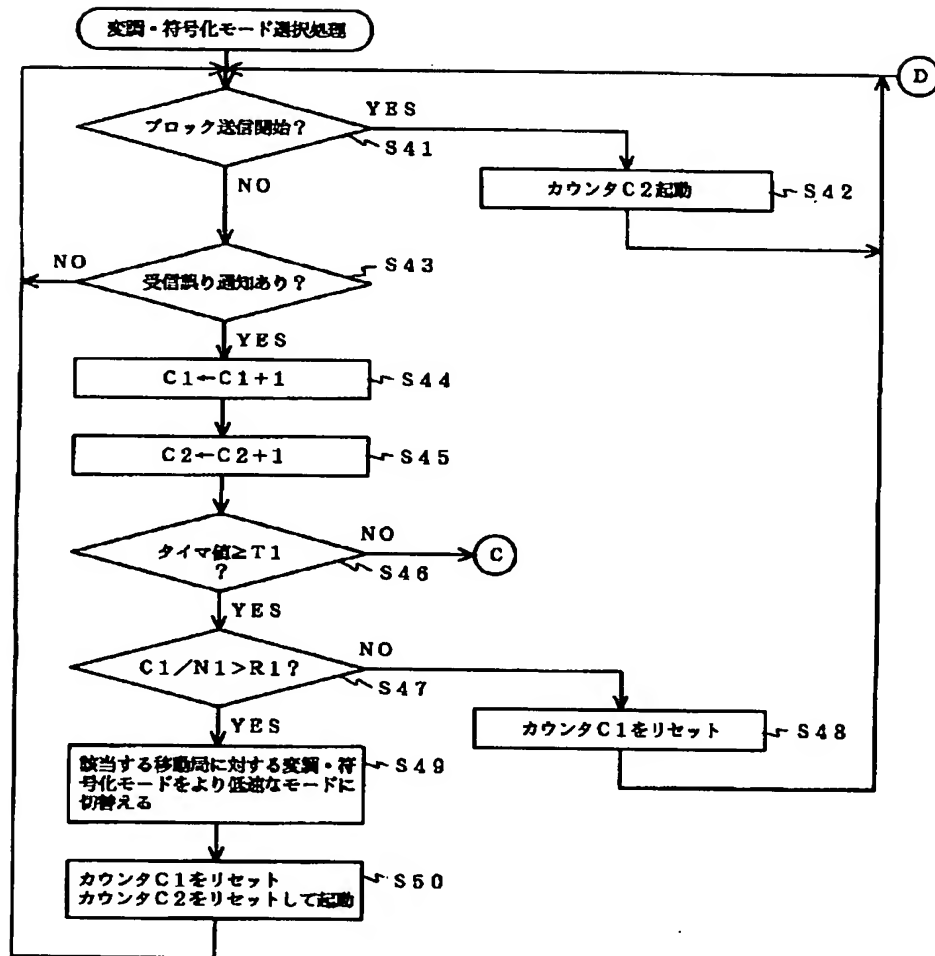 変調・符号化モード選択処理
D
ブロック送信開始?
YES
S41
NO
カウンタC2起動
S42
受信誤り通知あり?
NO
S43
YES
C1←C1+1
S44
C2←C2+1
S45
タイマ値≧T1
?
NO
S46
C
YES
C1/N1>R1?
NO
S47
YES
カウンタC1をリセット
S48
該当する移動局に対する変調・符
号化モードをより低速なモードに
切替える
S49
カウンタC1をリセット
カウンタC2をリセットして起動
S50